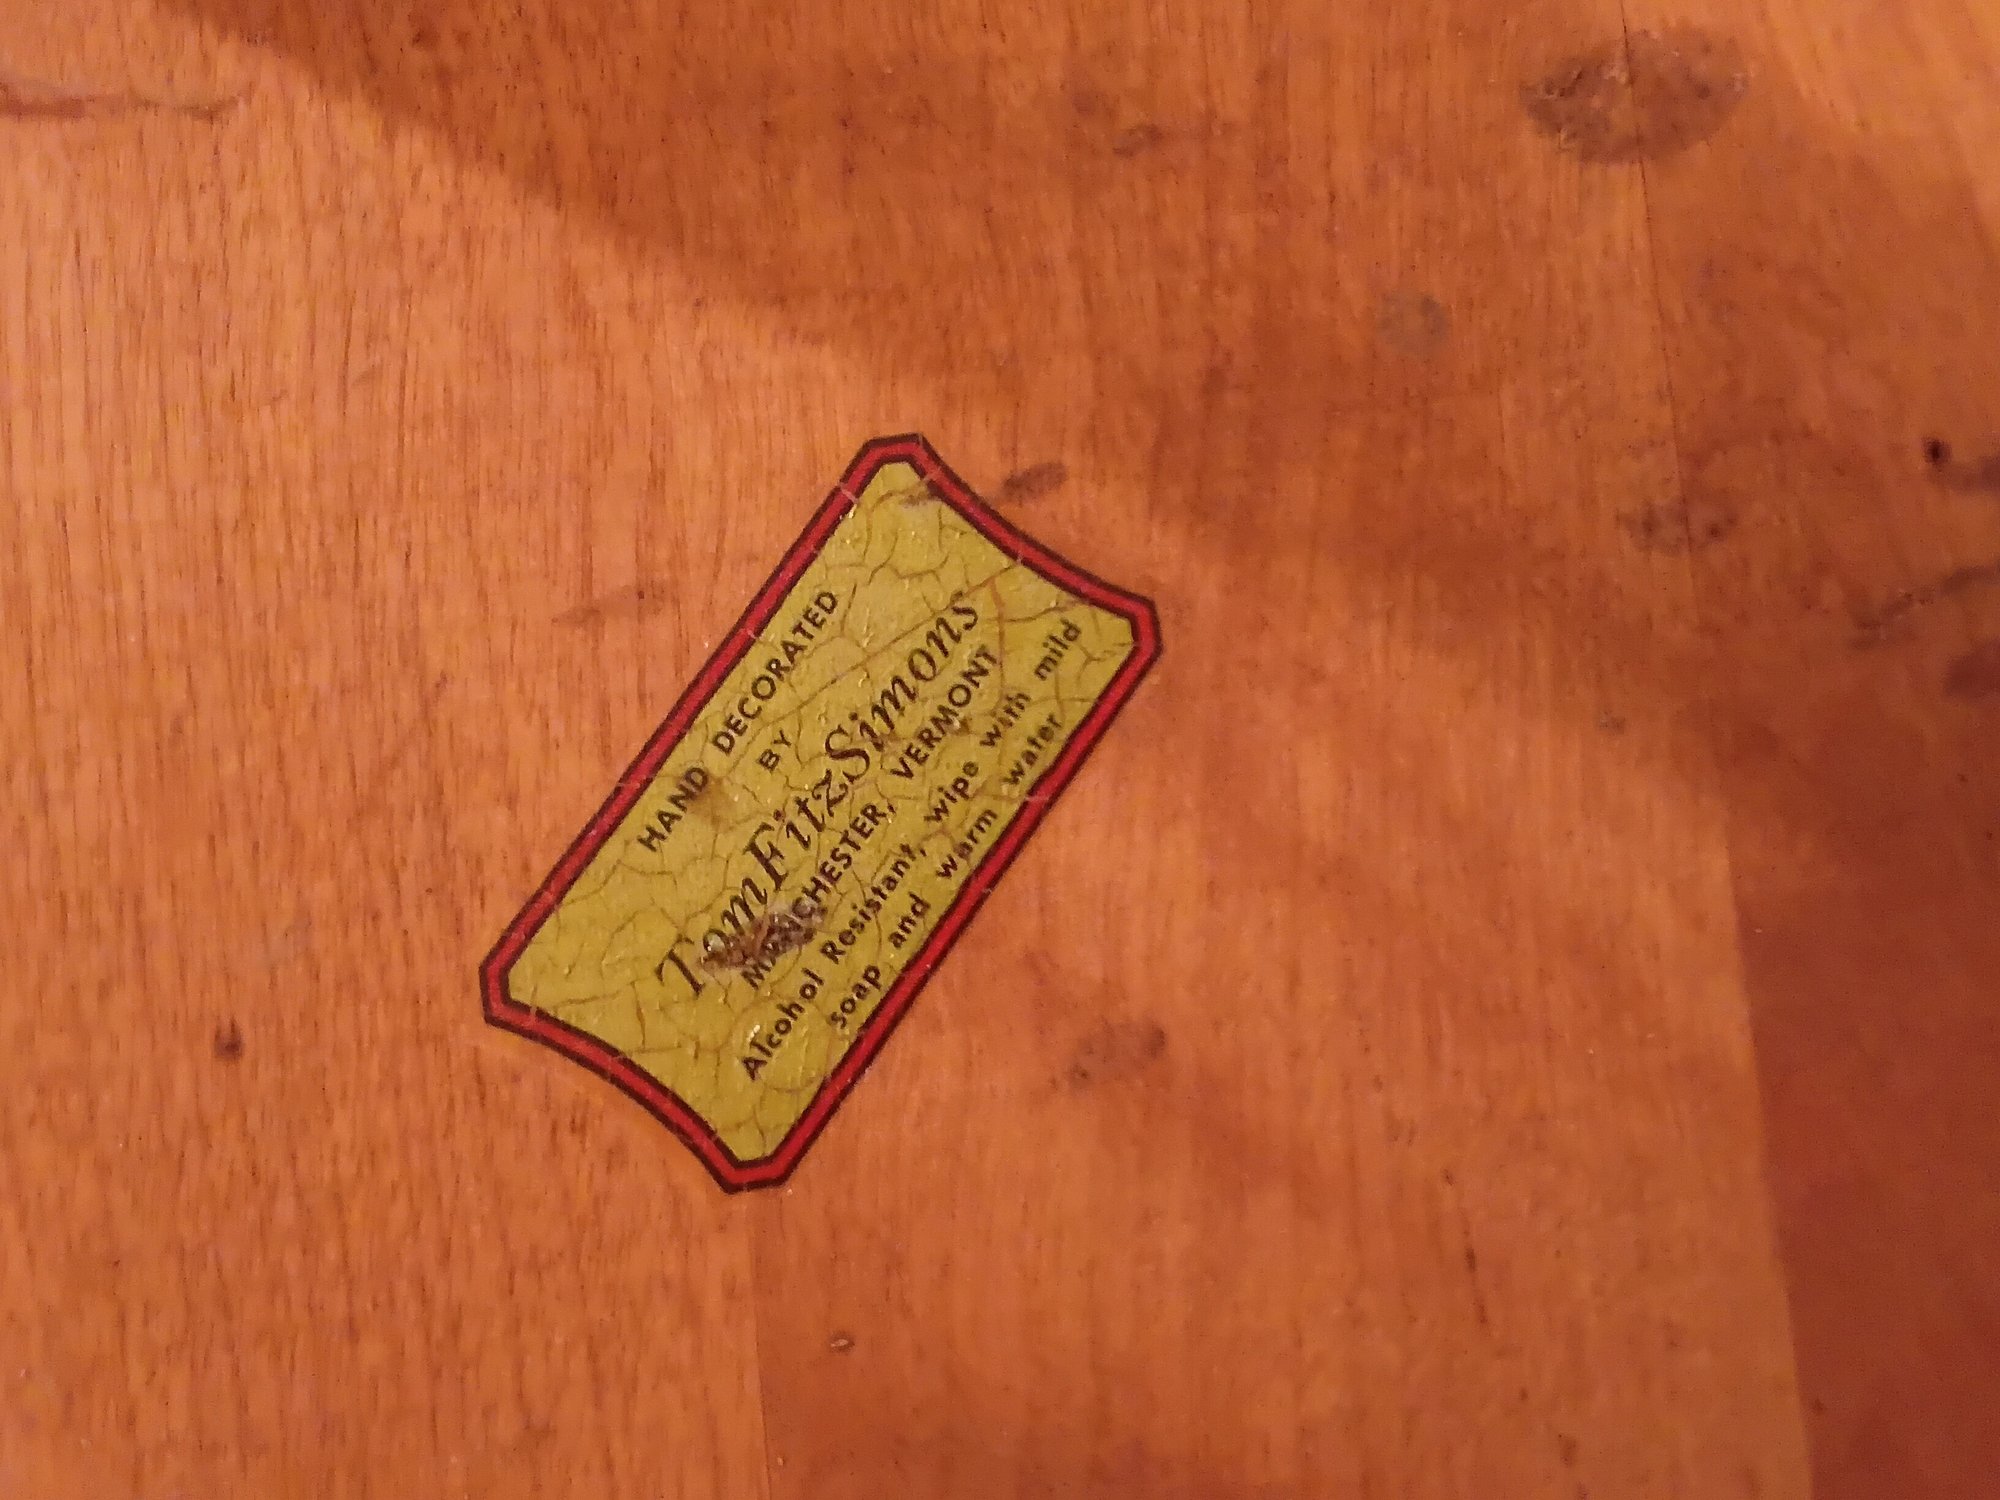 HAND DECORATED
BY
Tom FitzSimons
MANCHESTER, VERMONT
Alcohol Resistant, wipe with mild
soap and warm water